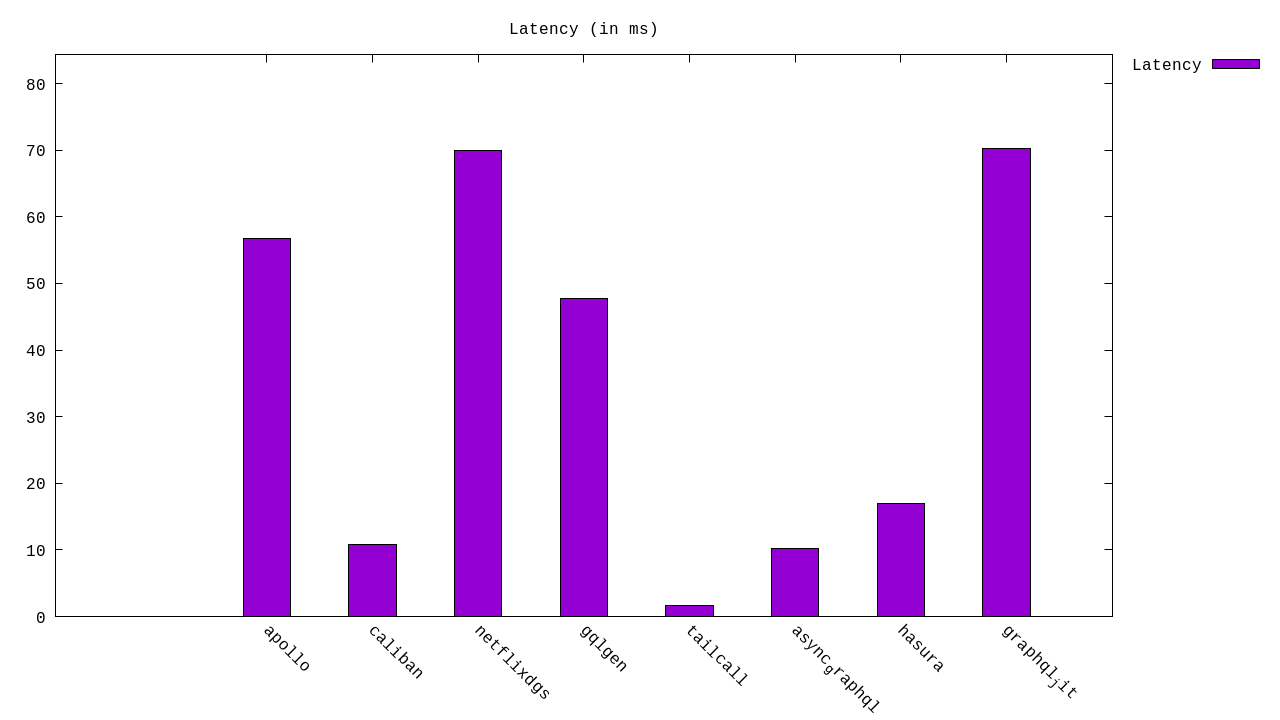 Latency (in ms)
Latency
80
70
60
50
40
30
20
10
0
apollo
caliban
netflixdgs
gqlgen
tailcall
async_graphql
hasura
graphql_jit